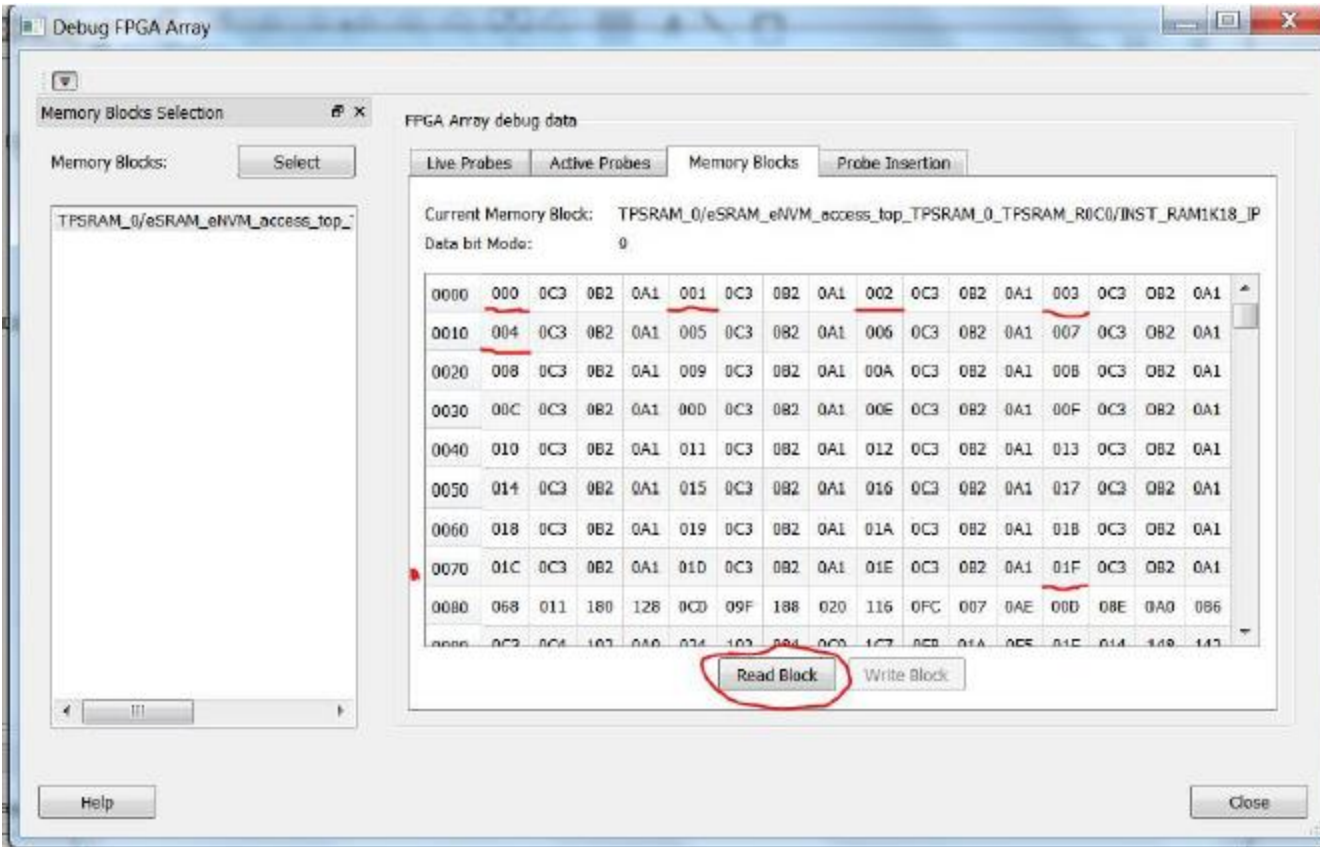 Debug FPGA Array
Memory Blocks Selection
Memory Blocks:
Select
TPSRAM_0/eSRAM_eNVM_access_top_
FPGA Array debug data
Live Probes Active Probes Memory Blocks Probe Insertion
Current Memory Block: TPSRAM_0/eSRAM_eNVM_access_top_TPSRAM_0_TPSRAM_R0C0/INST_RAM1K18_IP
Data bit Mode: 9
0000 000 0C3 0B2 0A1 001 0C3 0B2 0A1 002 0C3 0B2 0A1 003 0C3 0B2 0A1
0010 004 0C3 0B2 0A1 005 0C3 0B2 0A1 006 0C3 0B2 0A1 007 0C3 0B2 0A1
0020 008 0C3 0B2 0A1 009 0C3 0B2 0A1 00A 0C3 0B2 0A1 00B 0C3 0B2 0A1
0030 00C 0C3 0B2 0A1 00D 0C3 0B2 0A1 00E 0C3 0B2 0A1 00F 0C3 0B2 0A1
0040 010 0C3 0B2 0A1 011 0C3 0B2 0A1 012 0C3 0B2 0A1 013 0C3 0B2 0A1
0050 014 0C3 0B2 0A1 015 0C3 0B2 0A1 016 0C3 0B2 0A1 017 0C3 0B2 0A1
0060 018 0C3 0B2 0A1 019 0C3 0B2 0A1 01A 0C3 0B2 0A1 01B 0C3 0B2 0A1
0070 01C 0C3 0B2 0A1 01D 0C3 0B2 0A1 01E 0C3 0B2 0A1 01F 0C3 0B2 0A1
0080 068 011 180 128 0CD 09F 188 020 116 0FC 007 0AE 00D 08E 0A0 086
Read Block Write Block
Help
Close